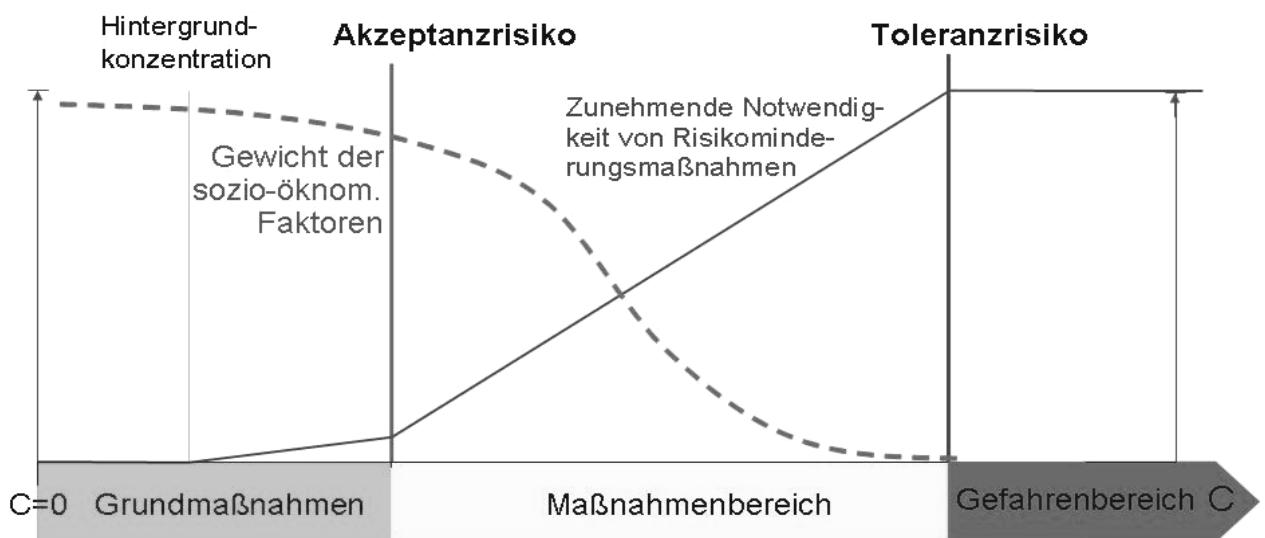 Hintergrund-
konzentration
Akzeptanzrisiko
Toleranzrisiko
Zunehmende Notwendig-
keit von Risikominde-
rungsmaßnahmen
Gewicht der
sozio-öknom.
Faktoren
C=0
Grundmaßnahmen
Maßnahmenbereich
Gefahrenbereich C